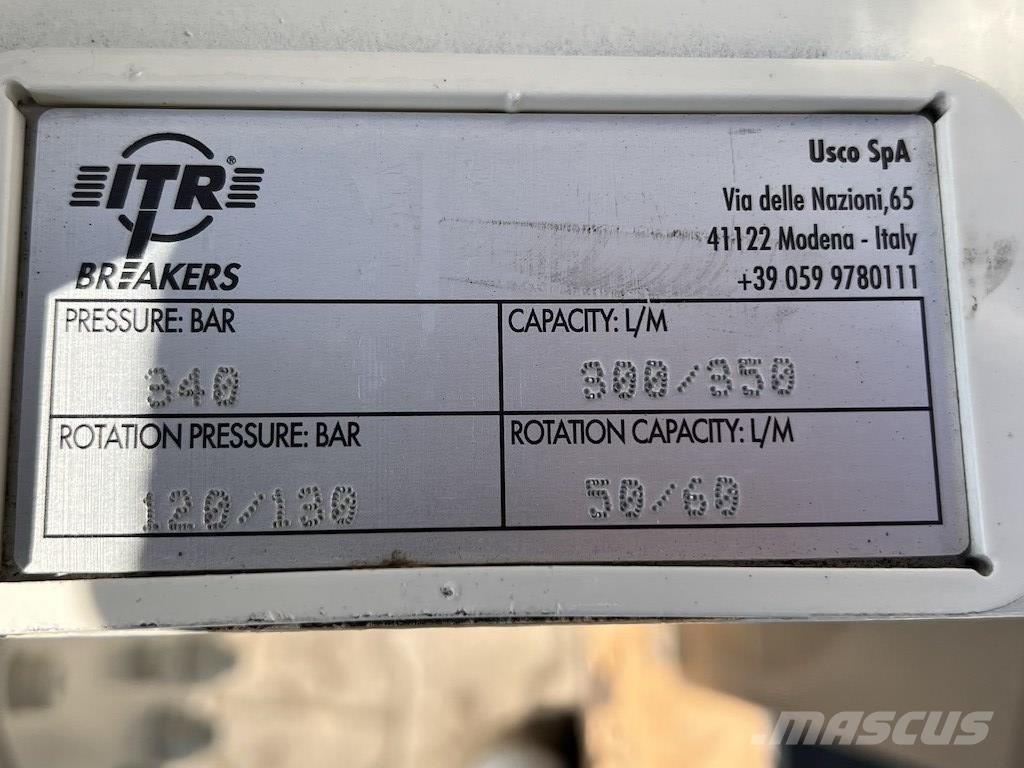 ITR®
BREAKERS
Usco SpA
Via delle Nazioni,65
41122 Modena - Italy
+39 059 9780111
PRESSURE: BAR
340
CAPACITY: L/M
300/350
ROTATION PRESSURE: BAR
120/130
ROTATION CAPACITY: L/M
50/60
MASCUS